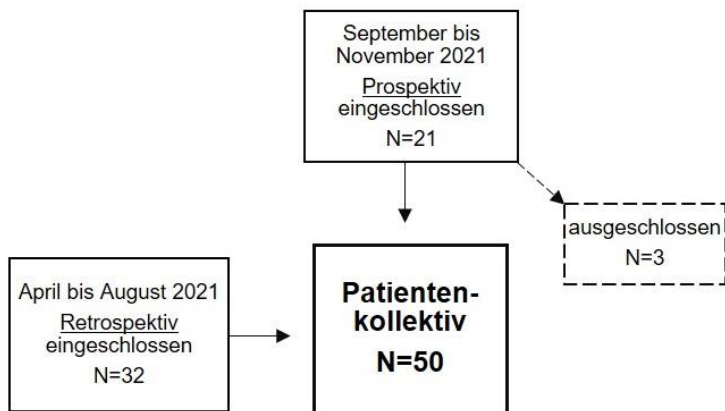 September bis
November 2021
Prospektiv
eingeschlossen
N=21
ausgeschlossen
N=3
April bis August 2021
Retrospektiv
eingeschlossen
N=32
Patienten-
kollektiv
N=50